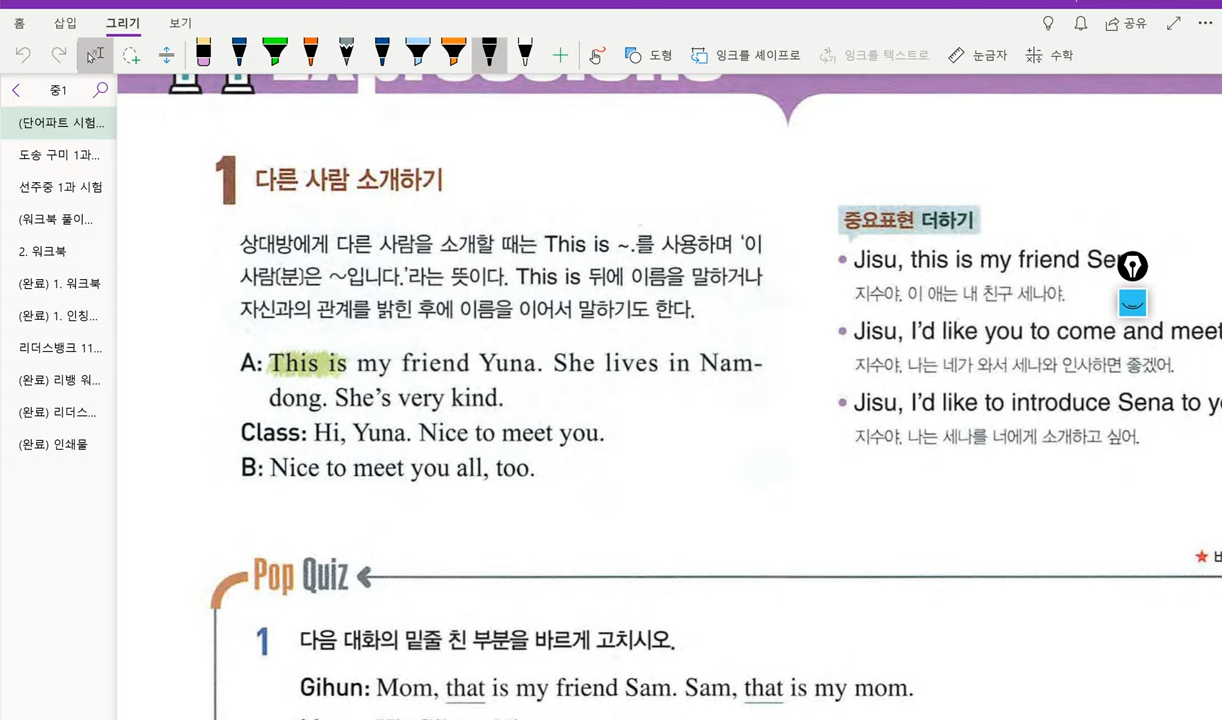 홈 삽입 그리기 보기
공유
도형 잉크를 셰이프로 잉크를 텍스트로 눈금자 수학
중1
(단어파트 시험...
도송 구미 1과...
선주중 1과 시험
(워크북 풀이...
2. 워크북
(완료) 1. 워크북
(완료) 1. 인칭...
리더스뱅크 11...
(완료) 리뱅 워...
(완료) 리더스...
(완료) 인쇄물
1 다른 사람 소개하기
상대방에게 다른 사람을 소개할 때는 This is ~.를 사용하며 '이
사람(분)은 ~입니다.'라는 뜻이다. This is 뒤에 이름을 말하거나
자신과의 관계를 밝힌 후에 이름을 이어서 말하기도 한다.
A: This is my friend Yuna. She lives in Nam-
dong. She's very kind.
Class: Hi, Yuna. Nice to meet you.
B: Nice to meet you all, too.
중요표현 더하기
• Jisu, this is my friend Se
지수야, 이 애는 내 친구 세나야.
• Jisu, I'd like you to come and meet
지수야, 나는 네가 와서 세나와 인사하면 좋겠어.
• Jisu, I'd like to introduce Sena to y
지수야, 나는 세나를 너에게 소개하고 싶어.
Pop Quiz
1 다음 대화의 밑줄 친 부분을 바르게 고치시오.
Gihun: Mom, that is my friend Sam. Sam, that is my mom.